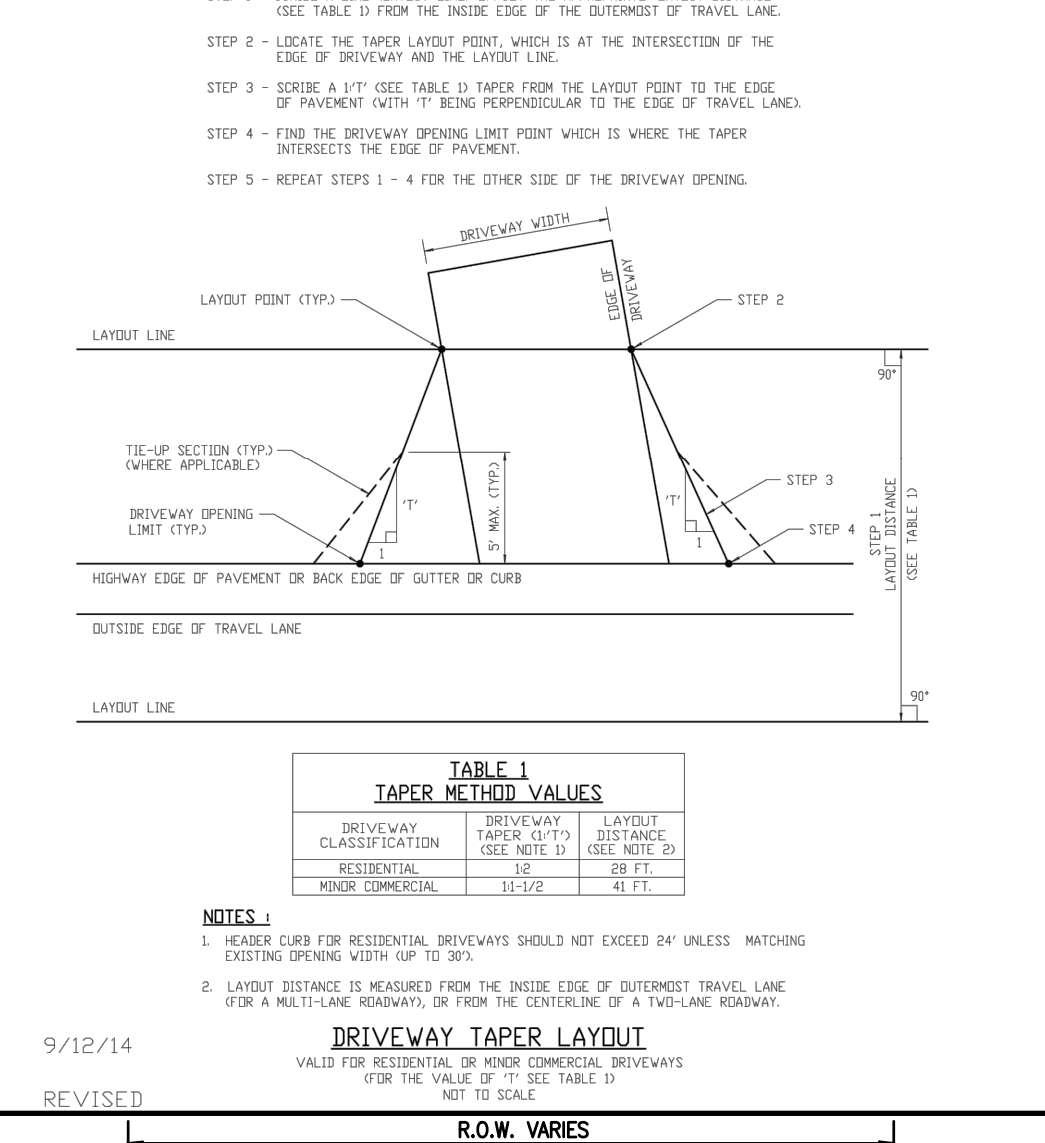 (SEE TABLE 1) FROM THE INSIDE EDGE OF THE OUTERMOST OF TRAVEL LANE.
STEP 2 - LOCATE THE TAPER LAYOUT POINT, WHICH IS AT THE INTERSECTION OF THE
EDGE OF DRIVEWAY AND THE LAYOUT LINE.
STEP 3 - SCRIBE A 1:'T' (SEE TABLE 1) TAPER FROM THE LAYOUT POINT TO THE EDGE
OF PAVEMENT (WITH 'T' BEING PERPENDICULAR TO THE EDGE OF TRAVEL LANE).
STEP 4 - FIND THE DRIVEWAY OPENING LIMIT POINT WHICH IS WHERE THE TAPER
INTERSECTS THE EDGE OF PAVEMENT.
STEP 5 - REPEAT STEPS 1 - 4 FOR THE OTHER SIDE OF THE DRIVEWAY OPENING.
DRIVEWAY WIDTH
EDGE OF
DRIVEWAY
LAYOUT POINT (TYP.)
STEP 2
LAYOUT LINE
90°
TIE-UP SECTION (TYP.)
(WHERE APPLICABLE)
'T'
1
5' MAX. (TYP.)
'T'
1
STEP 3
DRIVEWAY OPENING
LIMIT (TYP.)
STEP 4
STEP 1
LAYOUT DISTANCE
(SEE TABLE 1)
HIGHWAY EDGE OF PAVEMENT OR BACK EDGE OF GUTTER OR CURB
OUTSIDE EDGE OF TRAVEL LANE
90°
LAYOUT LINE
TABLE 1
TAPER METHOD VALUES
DRIVEWAY
CLASSIFICATION
DRIVEWAY
TAPER (1:'T')
(SEE NOTE 1)
LAYOUT
DISTANCE
(SEE NOTE 2)
RESIDENTIAL 1:2 28 FT.
MINOR COMMERCIAL 1:1-1/2 41 FT.
NOTES :
1. HEADER CURB FOR RESIDENTIAL DRIVEWAYS SHOULD NOT EXCEED 24' UNLESS MATCHING
EXISTING OPENING WIDTH (UP TO 30').
2. LAYOUT DISTANCE IS MEASURED FROM THE INSIDE EDGE OF OUTERMOST TRAVEL LANE
(FOR A MULTI-LANE ROADWAY), OR FROM THE CENTERLINE OF A TWO-LANE ROADWAY.
DRIVEWAY TAPER LAYOUT
VALID FOR RESIDENTIAL OR MINOR COMMERCIAL DRIVEWAYS
(FOR THE VALUE OF 'T' SEE TABLE 1)
NOT TO SCALE
9/12/14
REVISED
R.O.W. VARIES